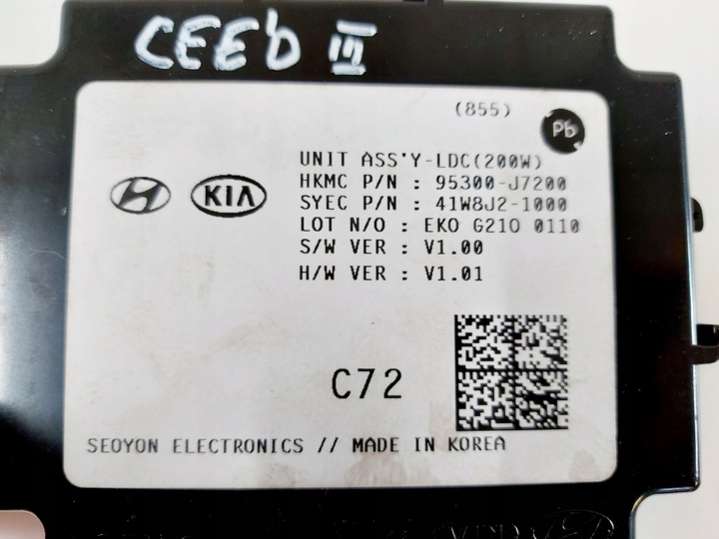 CEEb III
(855)
Pb
UNIT ASS'Y-LDC(200W)
HKMC P/N : 95300-J7200
KIA
SYEC P/N : 41W8J2-1000
LOT N/O : EKO G210 0110
S/W VER : V1.00
H/W VER : V1.01
C72
SEOYON ELECTRONICS // MADE IN KOREA